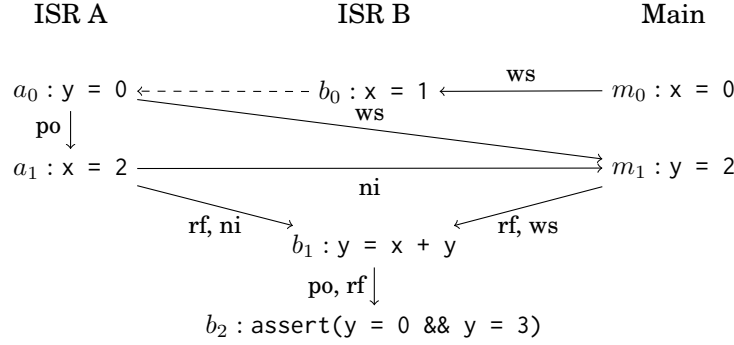 ISR A ISR B Main
a₀ : y = 0 b₀ : x = 1 ws m₀ : x = 0
ws
po
a₁ : x = 2 m₁ : y = 2
ni
rf, ni rf, ws
b₁ : y = x + y
po, rf
b₂ : assert(y = 0 && y = 3)